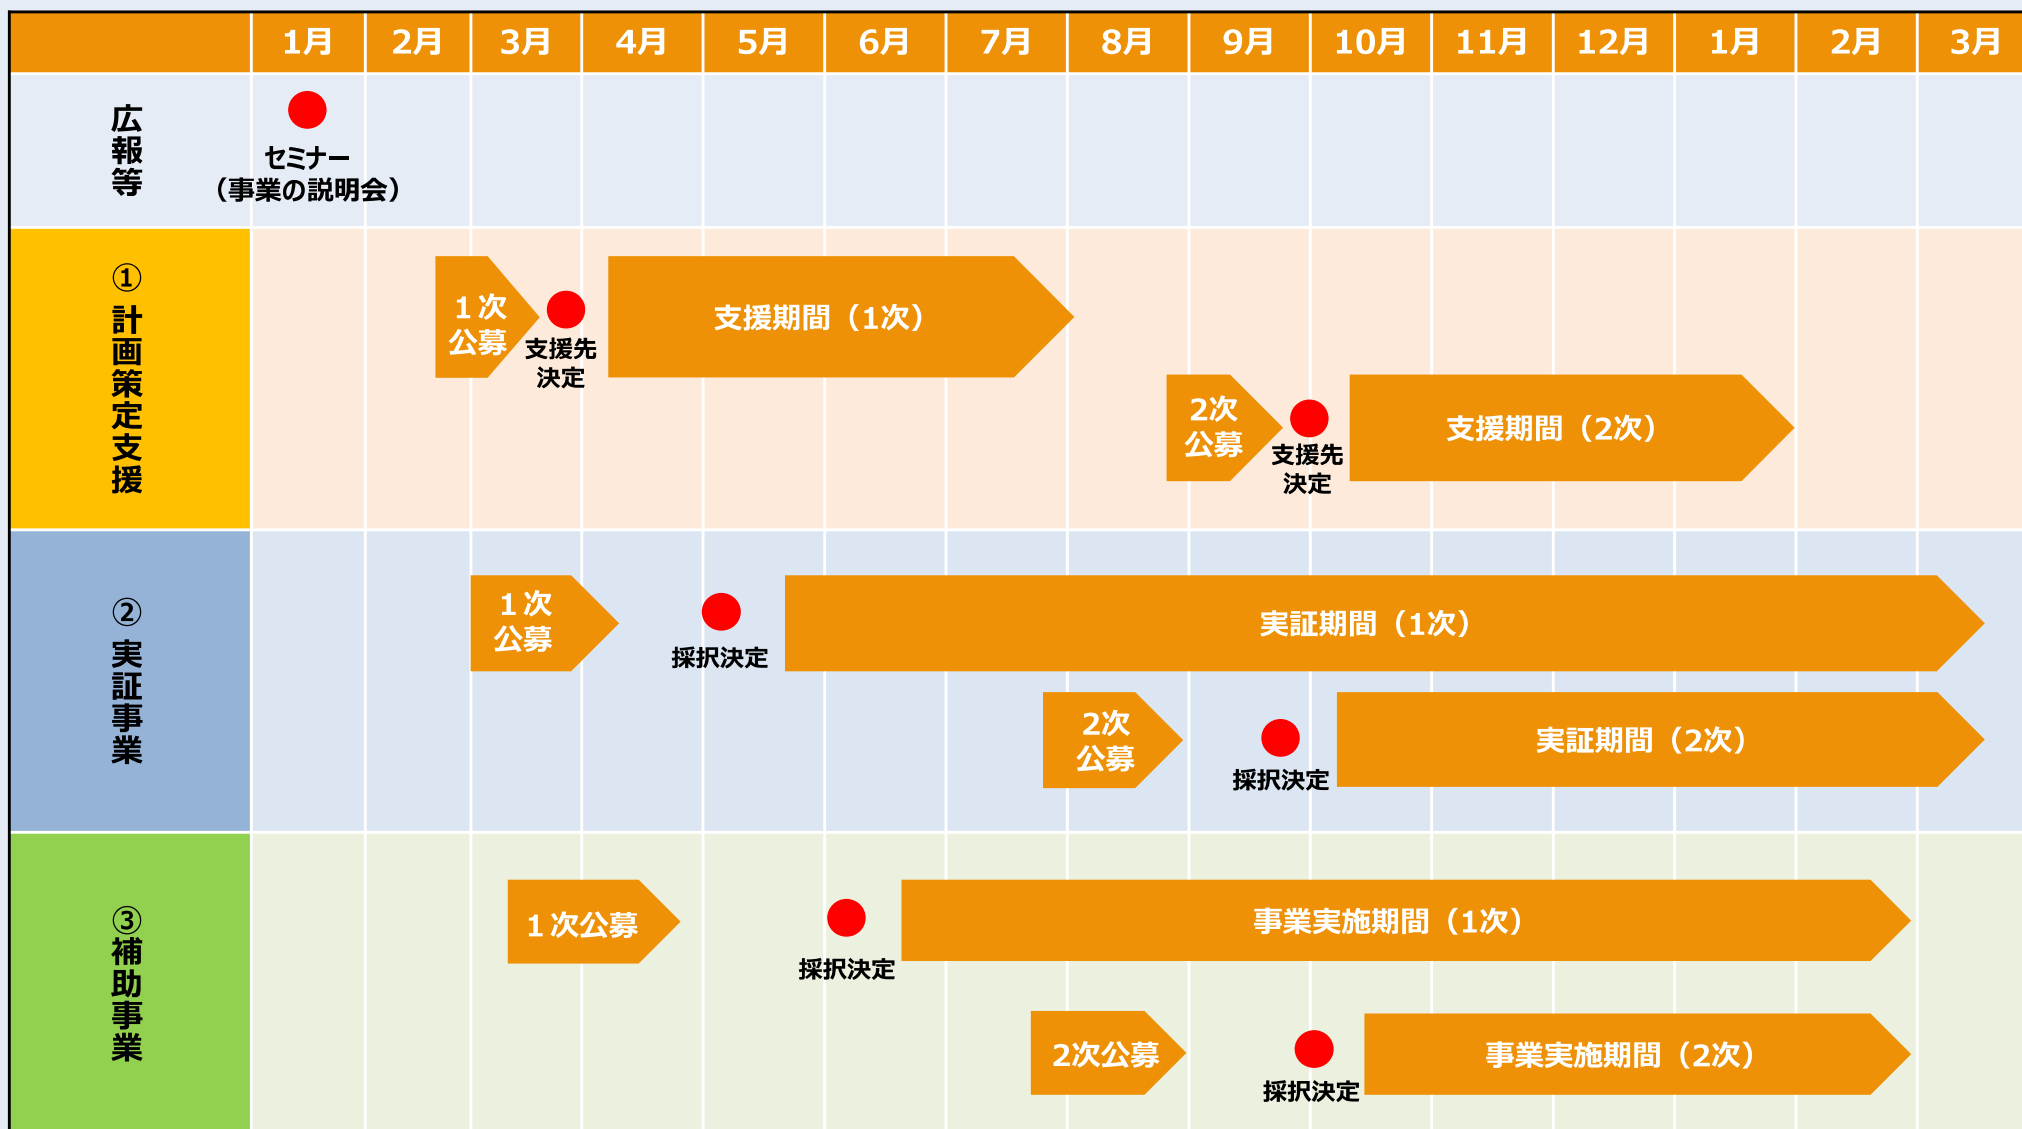 1月 2月 3月 4月 5月 6月 7月 8月 9月 10月 11月 12月 1月 2月 3月
広報等
セミナー
（事業の説明会）
①計画策定支援
１次
公募
支援先
決定
支援期間（1次）
2次
公募
支援先
決定
支援期間（2次）
②実証事業
１次
公募
採択決定
実証期間（1次）
2次
公募
採択決定
実証期間（2次）
③補助事業
１次公募
採択決定
事業実施期間（1次）
2次公募
採択決定
事業実施期間（2次）